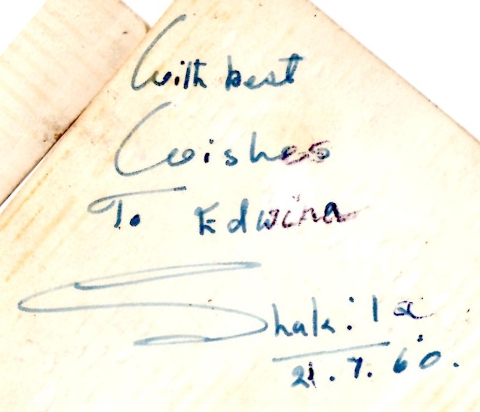 With best
Wishes
To Edwina
Shakila
21.7.60.